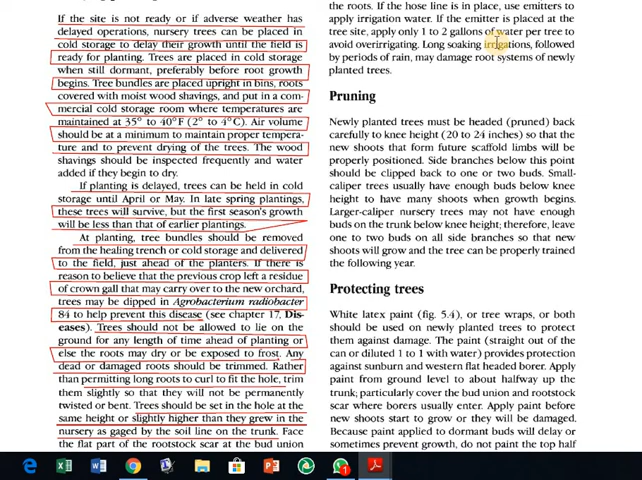 If the site is not ready or if adverse weather has
delayed operations, nursery trees can be placed in
cold storage to delay their growth until the field is
ready for planting. Trees are placed in cold storage
when still dormant, preferably before root growth
begins. Tree bundles are placed upright in bins, roots
covered with moist wood shavings, and put in a com-
mercial cold storage room where temperatures are
maintained at 35° to 40°F (2° to 4°C). Air volume
should be at a minimum to maintain proper tempera-
ture and to prevent drying of the trees. The wood
shavings should be inspected frequently and water
added if they begin to dry.
If planting is delayed, trees can be held in cold
storage until April or May. In late spring plantings,
these trees will survive, but the first season's growth
will be less than that of earlier plantings.
At planting, tree bundles should be removed
from the healing trench or cold storage and delivered
to the field, just ahead of the planters. If there is
reason to believe that the previous crop left a residue
of crown gall that may carry over to the new orchard,
trees may be dipped in Agrobacterium radiobacter
84 to help prevent this disease (see chapter 17, Dis-
eases). Trees should not be allowed to lie on the
ground for any length of time ahead of planting or
else the roots may dry or be exposed to frost. Any
dead or damaged roots should be trimmed. Rather
than permitting long roots to curl to fit the hole, trim
them slightly so that they will not be permanently
twisted or bent. Trees should be set in the hole at the
same height or slightly higher than they grew in the
nursery as gaged by the soil line on the trunk. Face
the flat part of the rootstock scar at the bud union
the roots. If the hose line is in place, use emitters to
apply irrigation water. If the emitter is placed at the
tree site, apply only 1 to 2 gallons of water per tree to
avoid overirrigating. Long soaking irrigations, followed
by periods of rain, may damage root systems of newly
planted trees.
Pruning
Newly planted trees must be headed (pruned) back
carefully to knee height (20 to 24 inches) so that the
new shoots that form future scaffold limbs will be
properly positioned. Side branches below this point
should be clipped back to one or two buds. Small-
caliper trees usually have enough buds below knee
height to have many shoots when growth begins.
Larger-caliper nursery trees may not have enough
buds on the trunk below knee height; therefore, leave
one to two buds on all side branches so that new
shoots will grow and the tree can be properly trained
the following year.
Protecting trees
White latex paint (fig. 5.4), or tree wraps, or both
should be used on newly planted trees to protect
them against damage. The paint (straight out of the
can or diluted 1 to 1 with water) provides protection
against sunburn and western flat headed borer. Apply
paint from ground level to about halfway up the
trunk; particularly cover the bud union and rootstock
scar where borers usually enter. Apply paint before
new shoots start to grow or they will be damaged.
Because paint applied to dormant buds will delay or
sometimes prevent growth, do not paint the top half